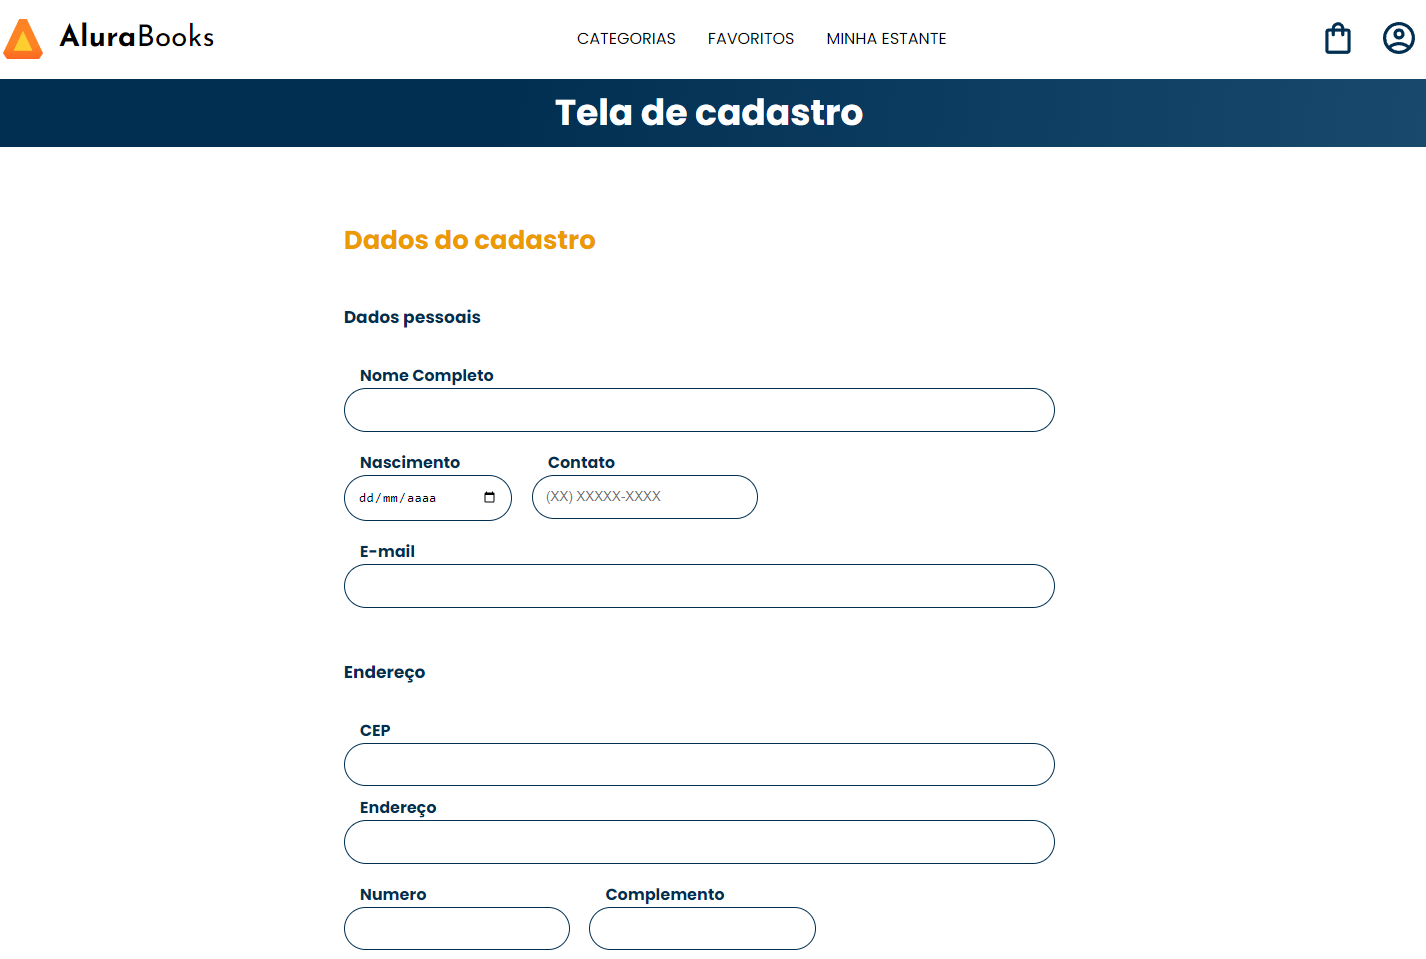 AluraBooks
CATEGORIAS FAVORITOS MINHA ESTANTE
Tela de cadastro
Dados do cadastro
Dados pessoais
Nome Completo
Nascimento Contato
dd/mm/aaaa (XX) XXXXX-XXXX
E-mail
Endereço
CEP
Endereço
Numero Complemento